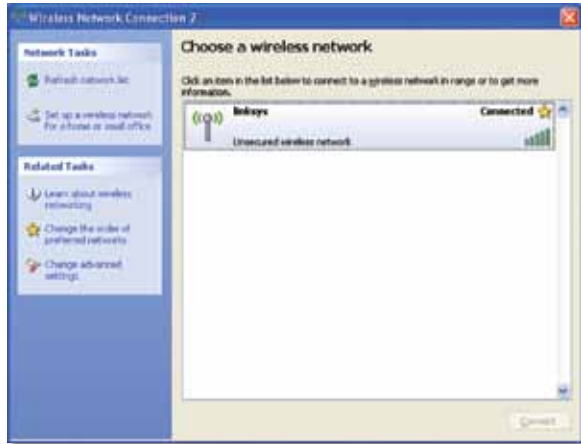 Wireless Network Connection 2
Network Tasks
Refresh network list
Set up a wireless network
for a home or small office
Related Tasks
Learn about wireless
networking
Change the order of
preferred networks
Change advanced
settings
Choose a wireless network
Click an item in the list below to connect to a wireless network in range or to get more
information.
linksys
Connected
Unsecured wireless network
Connect